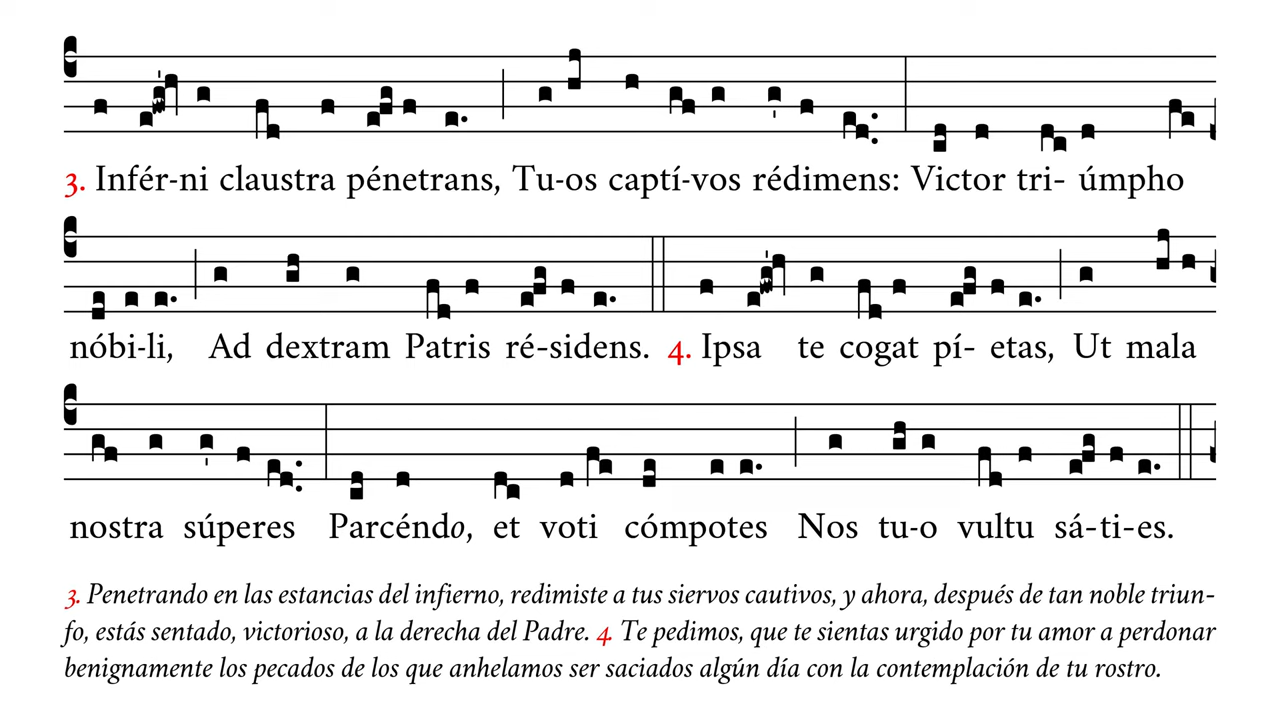 3. Infér-ni claustra pénetrans, Tu-os captí-vos rédimens: Victor tri- úmpho
nóbi-li, Ad dextram Patris ré-sidens. 4. Ipsa te cogat pí- etas, Ut mala
nostra súperes Parcéndo, et voti cómpotes Nos tu-o vultu sá-ti-es.
3. Penetrando en las estancias del infierno, redimiste a tus siervos cautivos, y ahora, después de tan noble triun-
fo, estás sentado, victorioso, a la derecha del Padre. 4. Te pedimos, que te sientas urgido por tu amor a perdonar
benignamente los pecados de los que anhelamos ser saciados algún día con la contemplación de tu rostro.